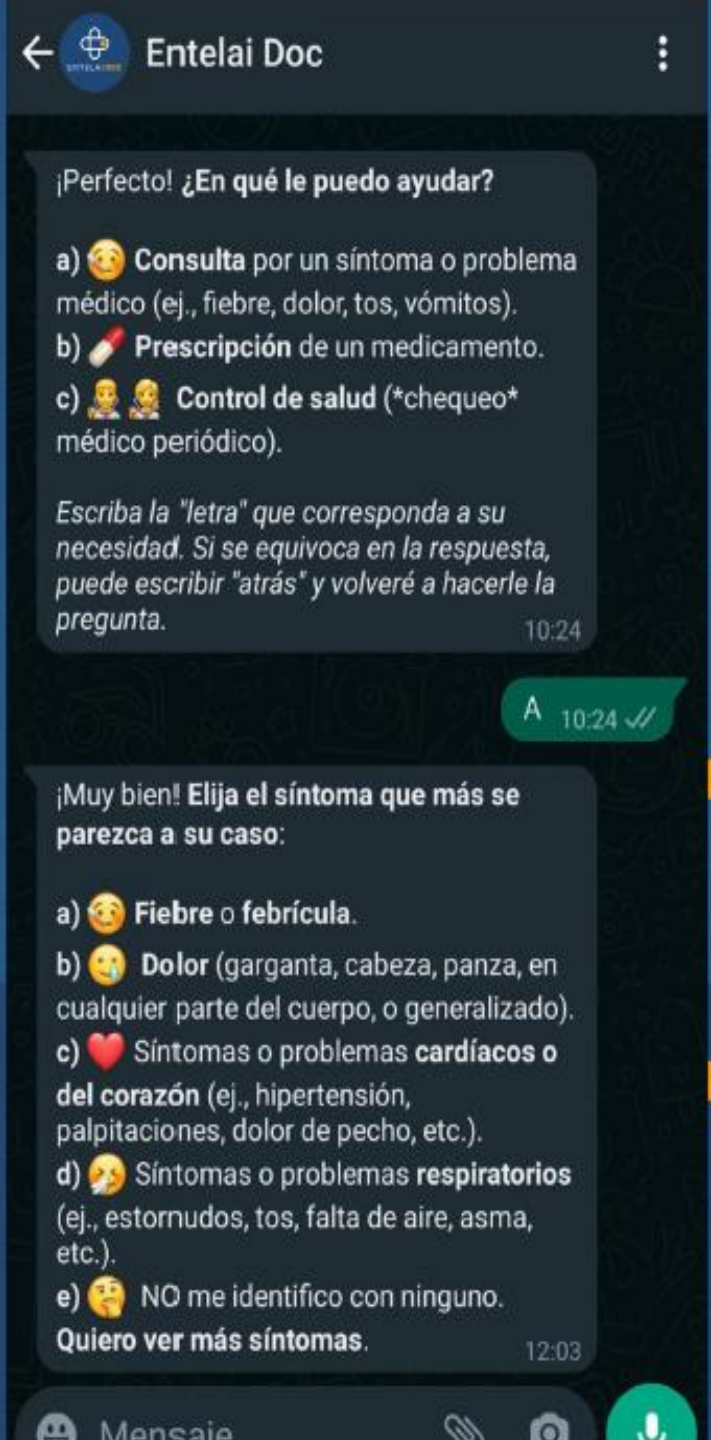 Entelai Doc
¡Perfecto! ¿En qué le puedo ayudar?
a) 🤒 Consulta por un síntoma o problema
médico (ej., fiebre, dolor, tos, vómitos).
b) 💊 Prescripción de un medicamento.
c) 👩‍⚕️ 👩‍⚕️ Control de salud (*chequeo*
médico periódico).
Escriba la "letra" que corresponda a su
necesidad. Si se equivoca en la respuesta,
puede escribir "atrás" y volveré a hacerle la
pregunta.
10:24
A 10:24
¡Muy bien! Elija el síntoma que más se
parezca a su caso:
a) 🤒 Fiebre o febrícula.
b) 🥲 Dolor (garganta, cabeza, panza, en
cualquier parte del cuerpo, o generalizado).
c) ❤️ Síntomas o problemas cardíacos o
del corazón (ej., hipertensión,
palpitaciones, dolor de pecho, etc.).
d) 🤧 Síntomas o problemas respiratorios
(ej., estornudos, tos, falta de aire, asma,
etc.).
e) 🤔 NO me identifico con ninguno.
Quiero ver más síntomas.
12:03
Mensaje